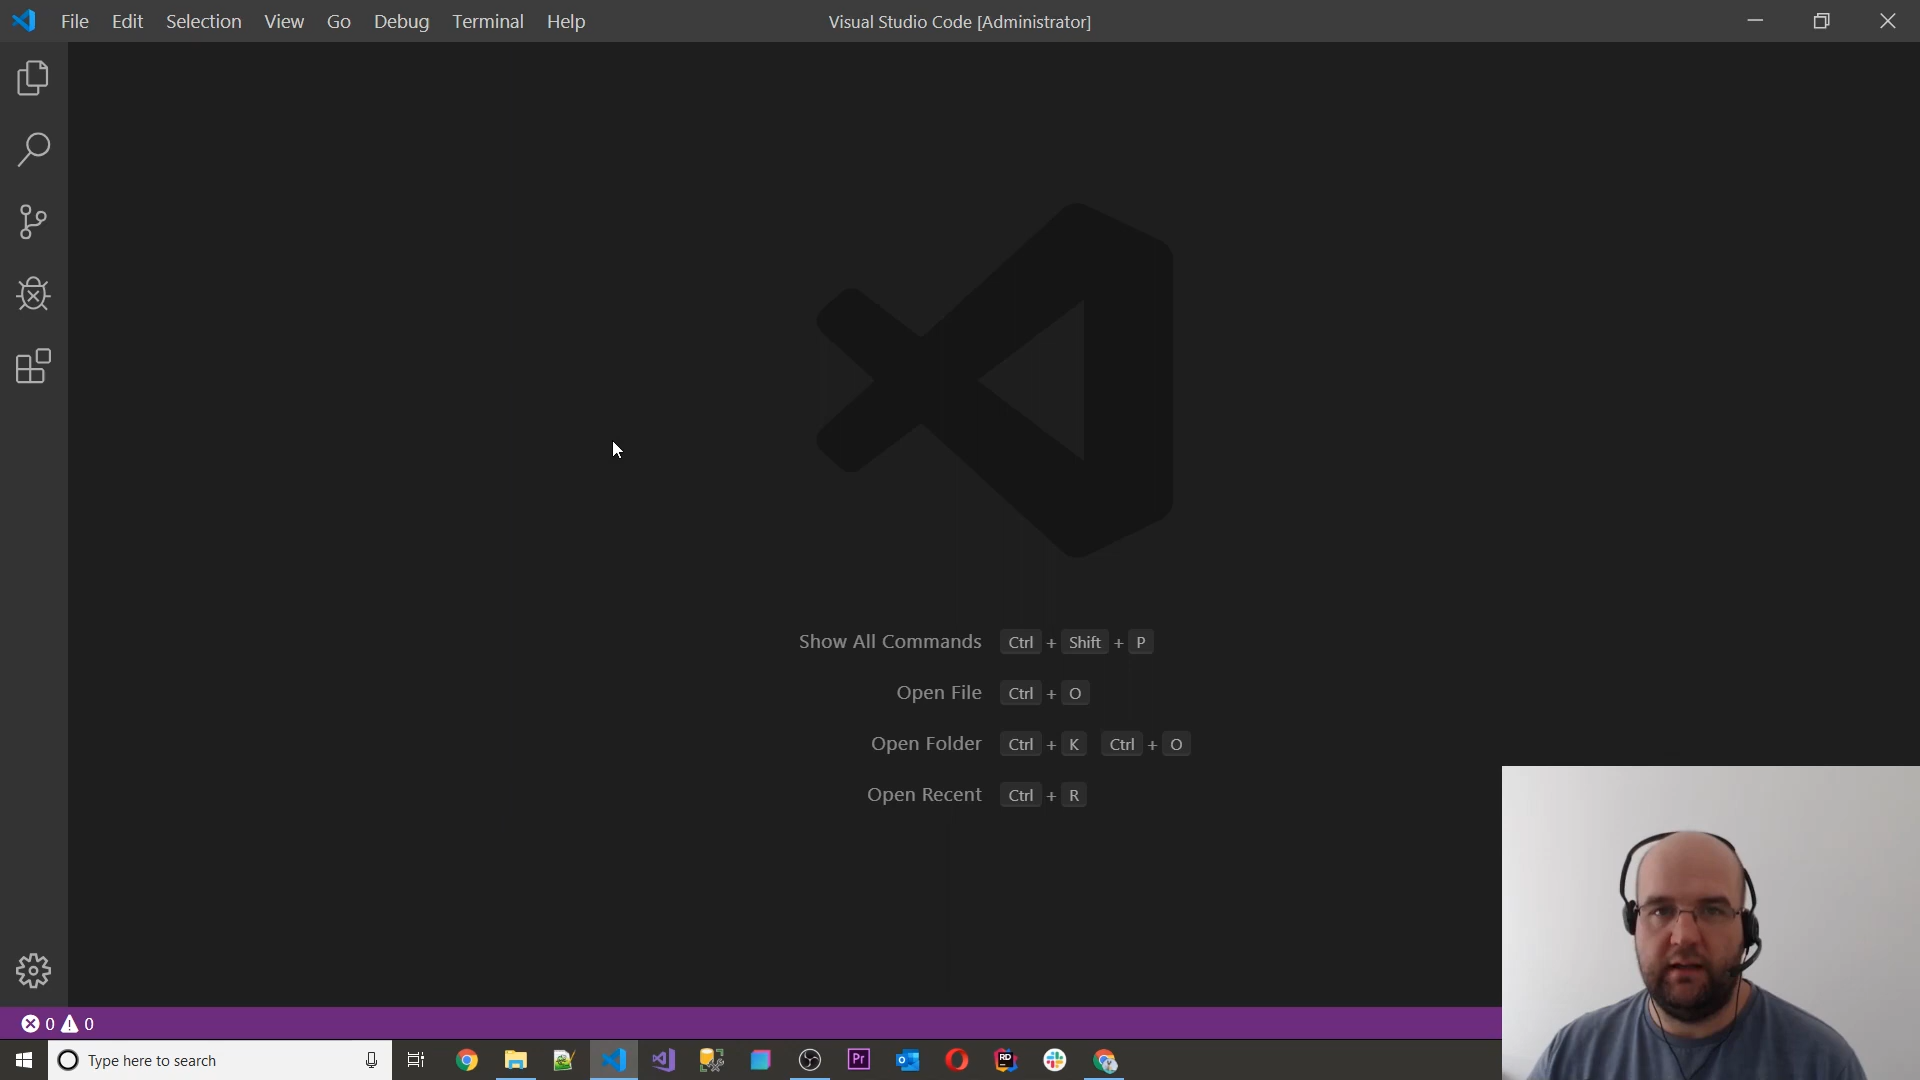 File Edit Selection View Go Debug Terminal Help Visual Studio Code [Administrator]
Show All Commands Ctrl + Shift + P
Open File Ctrl + O
Open Folder Ctrl + K Ctrl + O
Open Recent Ctrl + R
0 0
Type here to search
Pr RD